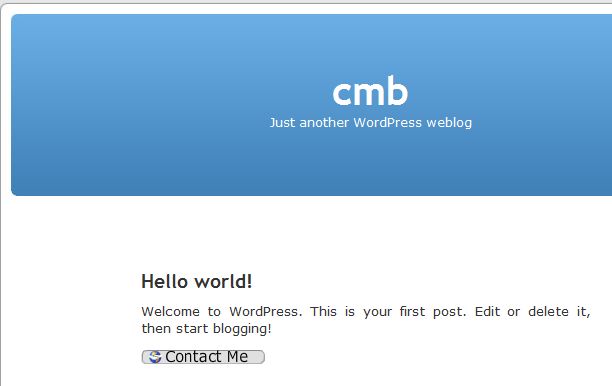 cmb
Just another WordPress weblog
Hello world!
Welcome to WordPress. This is your first post. Edit or delete it,
then start blogging!
Contact Me